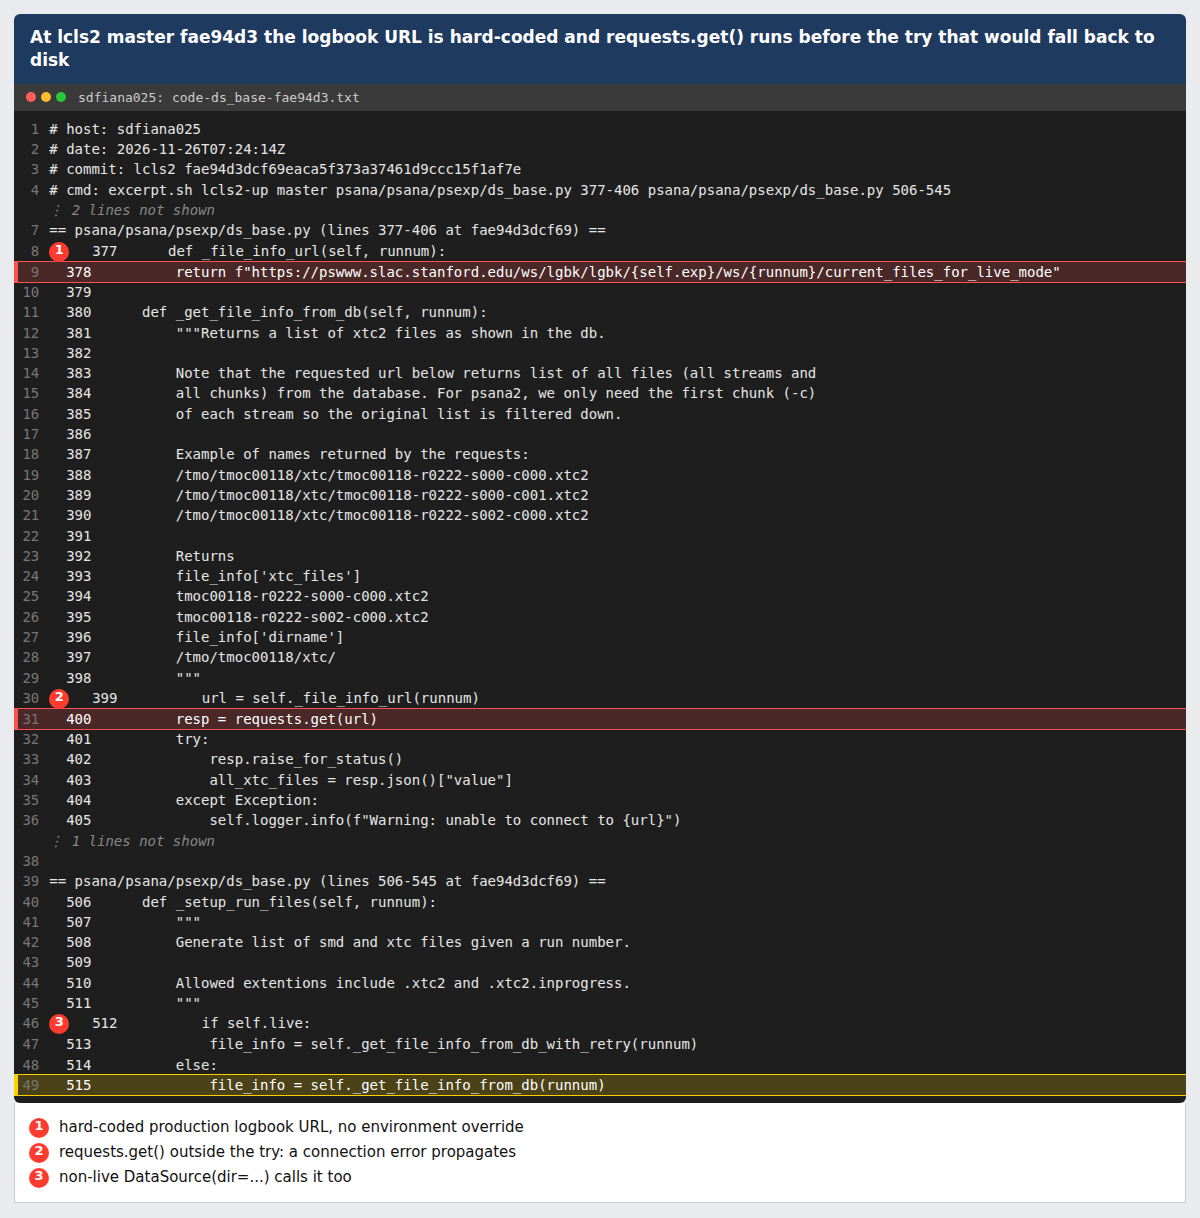 At lcls2 master fae94d3 the logbook URL is hard-coded and requests.get() runs before the try that would fall back to
disk
sdfiana025: code-ds_base-fae94d3.txt
1 # host: sdfiana025
2 # date: 2026-11-26T07:24:14Z
3 # commit: lcls2 fae94d3dcf69eaca5f373a37461d9ccc15f1af7e
4 # cmd: excerpt.sh lcls2-up master psana/psana/psexp/ds_base.py 377-406 psana/psana/psexp/ds_base.py 506-545
⋮ 2 lines not shown
7 == psana/psana/psexp/ds_base.py (lines 377-406 at fae94d3dcf69) ==
8 1 377 def _file_info_url(self, runnum):
9 378 return f"https://pswww.slac.stanford.edu/ws/lgbk/lgbk/{self.exp}/ws/{runnum}/current_files_for_live_mode"
10 379
11 380 def _get_file_info_from_db(self, runnum):
12 381 """Returns a list of xtc2 files as shown in the db.
13 382
14 383 Note that the requested url below returns list of all files (all streams and
15 384 all chunks) from the database. For psana2, we only need the first chunk (-c)
16 385 of each stream so the original list is filtered down.
17 386
18 387 Example of names returned by the requests:
19 388 /tmo/tmoc00118/xtc/tmoc00118-r0222-s000-c000.xtc2
20 389 /tmo/tmoc00118/xtc/tmoc00118-r0222-s000-c001.xtc2
21 390 /tmo/tmoc00118/xtc/tmoc00118-r0222-s002-c000.xtc2
22 391
23 392 Returns
24 393 file_info['xtc_files']
25 394 tmoc00118-r0222-s000-c000.xtc2
26 395 tmoc00118-r0222-s002-c000.xtc2
27 396 file_info['dirname']
28 397 /tmo/tmoc00118/xtc/
29 398 """
30 2 399 url = self._file_info_url(runnum)
31 400 resp = requests.get(url)
32 401 try:
33 402 resp.raise_for_status()
34 403 all_xtc_files = resp.json()["value"]
35 404 except Exception:
36 405 self.logger.info(f"Warning: unable to connect to {url}")
⋮ 1 lines not shown
38
39 == psana/psana/psexp/ds_base.py (lines 506-545 at fae94d3dcf69) ==
40 506 def _setup_run_files(self, runnum):
41 507 """
42 508 Generate list of smd and xtc files given a run number.
43 509
44 510 Allowed extentions include .xtc2 and .xtc2.inprogress.
45 511 """
46 3 512 if self.live:
47 513 file_info = self._get_file_info_from_db_with_retry(runnum)
48 514 else:
49 515 file_info = self._get_file_info_from_db(runnum)
1 hard-coded production logbook URL, no environment override
2 requests.get() outside the try: a connection error propagates
3 non-live DataSource(dir=...) calls it too